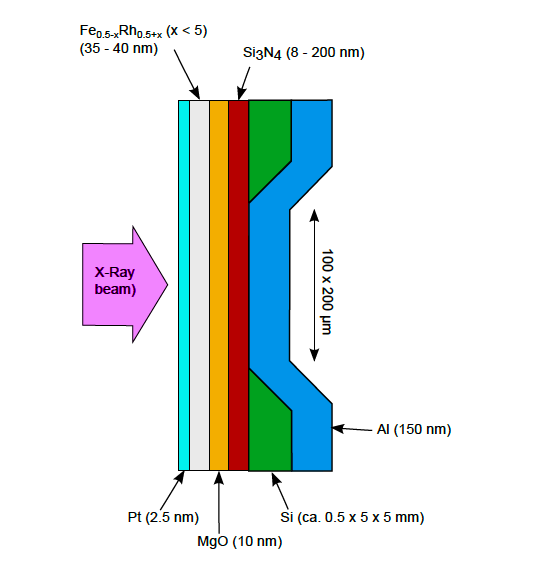 Fe0.5-xRh0.5+x (x < 5)
(35 - 40 nm)
Si3N4 (8 - 200 nm)
X-Ray
beam)
100 x 200 µm
Al (150 nm)
Pt (2.5 nm)
Si (ca. 0.5 x 5 x 5 mm)
MgO (10 nm)